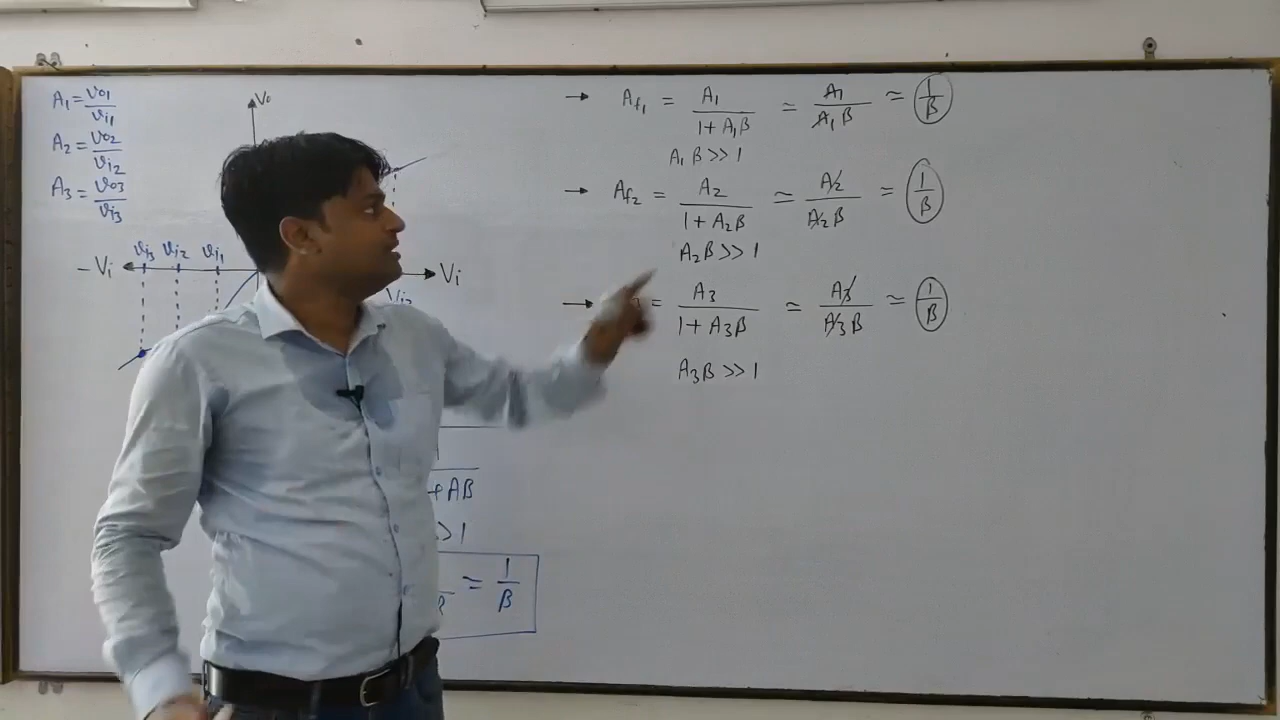 A₁ = vo₁/vi₁
A₂ = vo₂/vi₂
A₃ = vo₃/vi₃
V₀
vi₃ vi₂ vi₁
-Vi
Vi
→ Af₁ = A₁/(1+A₁β) ≃ A₁/(A₁β) ≃ 1/β
A₁β >> 1
→ Af₂ = A₂/(1+A₂β) ≃ A₂/(A₂β) ≃ 1/β
A₂β >> 1
→ = A₃/(1+A₃β) ≃ A₃/(A₃β) ≃ 1/β
A₃β >> 1
+Aβ
>1
≃ 1/β